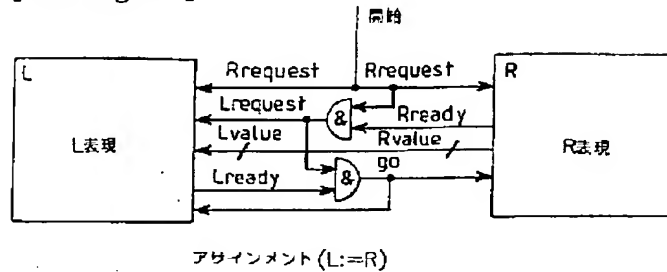 開始
L
R
Rrequest Rrequest
Lrequest
&
Rready
Lvalue
Rvalue
L表現
R表現
&
go
Lready
アサインメント(L:=R)